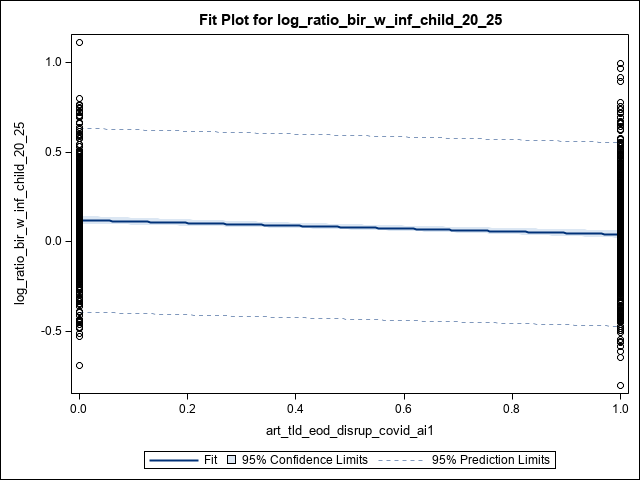 Fit Plot for log_ratio_bir_w_inf_child_20_25
log_ratio_bir_w_inf_child_20_25
1.0
0.5
0.0
-0.5
0.0 0.2 0.4 0.6 0.8 1.0
art_tld_eod_disrup_covid_ai1
Fit 95% Confidence Limits 95% Prediction Limits